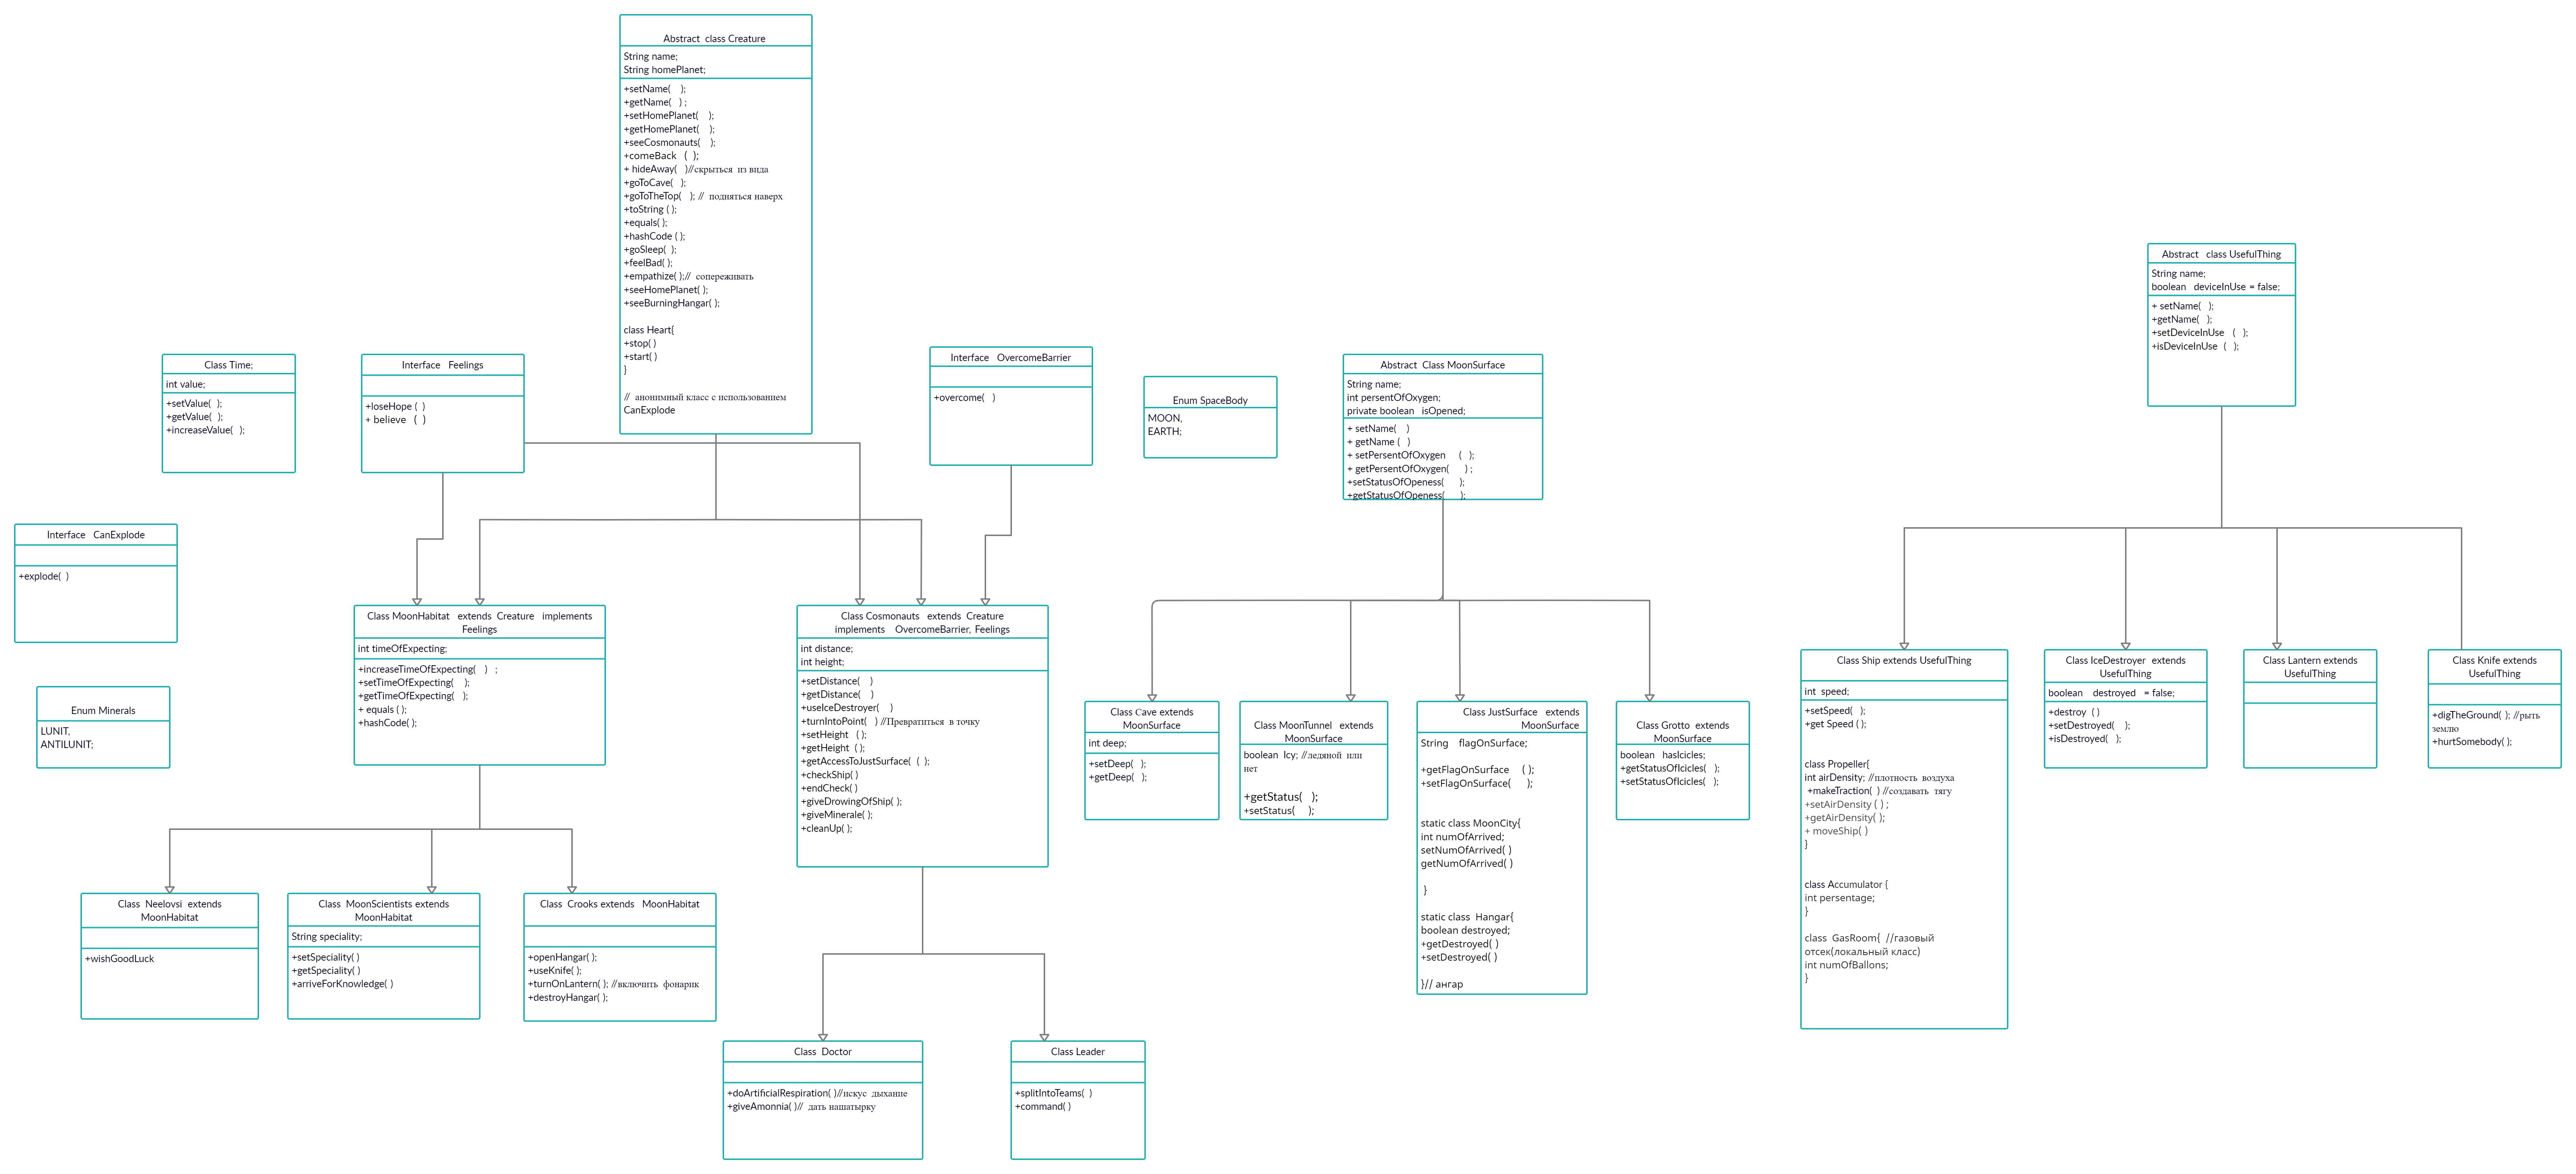 Abstract class Creature
String name;
String homePlanet;
+setName( );
+getName( ) ;
+setHomePlanet( );
+getHomePlanet( );
+seeCosmonauts( );
+comeBack ( );
+ hideAway( )//скрыться из вида
+goToCave( );
+goToTheTop( ); // подняться наверх
+toString ( );
+equals( );
+hashCode ( );
+goSleep( );
+feelBad( );
+empathize( );// сопереживать
+seeHomePlanet( );
+seeBurningHangar( );
class Heart{
+stop( )
+start( )
}
// анонимный класс с использованием
CanExplode
Class Time;
int value;
+setValue( );
+getValue( );
+increaseValue( );
Interface Feelings
+loseHope ( )
+ believe ( )
Interface OvercomeBarrier
+overcome( )
Enum SpaceBody
MOON,
EARTH;
Abstract Class MoonSurface
String name;
int persentOfOxygen;
private boolean isOpened;
+ setName( )
+ getName ( )
+ setPersentOfOxygen ( );
+ getPersentOfOxygen( ) ;
+setStatusOfOpeness( );
+getStatusOfOpeness( );
Abstract class UsefulThing
String name;
boolean deviceInUse = false;
+ setName( );
+getName( );
+setDeviceInUse ( );
+isDeviceInUse ( );
Interface CanExplode
+explode( )
Enum Minerals
LUNIT,
ANTILUNIT;
Class MoonHabitat extends Creature implements
Feelings
int timeOfExpecting;
+increaseTimeOfExpecting( ) ;
+setTimeOfExpecting( );
+getTimeOfExpecting( );
+ equals ( );
+hashCode( );
Class Cosmonauts extends Creature
implements OvercomeBarrier, Feelings
int distance;
int height;
+setDistance( )
+getDistance( )
+useIceDestroyer( )
+turnIntoPoint( ) //Превратиться в точку
+setHeight ( );
+getHeight ( );
+getAccessToJustSurface( ( );
+checkShip( )
+endCheck( )
+giveDrowingOfShip( );
+giveMinerale( );
+cleanUp( );
Class Cave extends
MoonSurface
int deep;
+setDeep( );
+getDeep( );
Class MoonTunnel extends
MoonSurface
boolean Icy; //ледяной или
нет
+getStatus( );
+setStatus( );
Class JustSurface extends
MoonSurface
String flagOnSurface;
+getFlagOnSurface ( );
+setFlagOnSurface( );
static class MoonCity{
int numOfArrived;
setNumOfArrived( )
getNumOfArrived( )
}
static class Hangar{
boolean destroyed;
+getDestroyed( )
+setDestroyed( )
}// ангар
Class Grotto extends
MoonSurface
boolean hasIcicles;
+getStatusOfIcicles( );
+setStatusOfIcicles( );
Class Ship extends UsefulThing
int speed;
+setSpeed( );
+get Speed ( );
class Propeller{
int airDensity; //плотность воздуха
+makeTraction( ) //создавать тягу
+setAirDensity ( ) ;
+getAirDensity( );
+ moveShip( )
}
class Accumulator {
int persentage;
}
class GasRoom{ //газовый
отсек(локальный класс)
int numOfBallons;
}
Class IceDestroyer extends
UsefulThing
boolean destroyed = false;
+destroy ( )
+setDestroyed( );
+isDestroyed( );
Class Lantern extends
UsefulThing
Class Knife extends
UsefulThing
+digTheGround( ); //рыть
землю
+hurtSomebody( );
Class Neelovsi extends
MoonHabitat
+wishGoodLuck
Class MoonScientists extends
MoonHabitat
String speciality;
+setSpeciality( )
+getSpeciality( )
+arriveForKnowledge( )
Class Crooks extends MoonHabitat
+openHangar( );
+useKnife( );
+turnOnLantern( ); //включить фонарик
+destroyHangar( );
Class Doctor
+doArtificialRespiration( )//искус дыхание
+giveAmonnia( )// дать нашатырку
Class Leader
+splitIntoTeams( )
+command( )